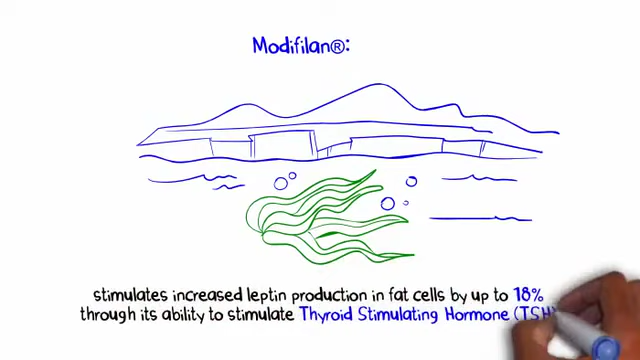 Modifilan®:
stimulates increased leptin production in fat cells by up to 18%
through its ability to stimulate Thyroid Stimulating Hormone (TSH)